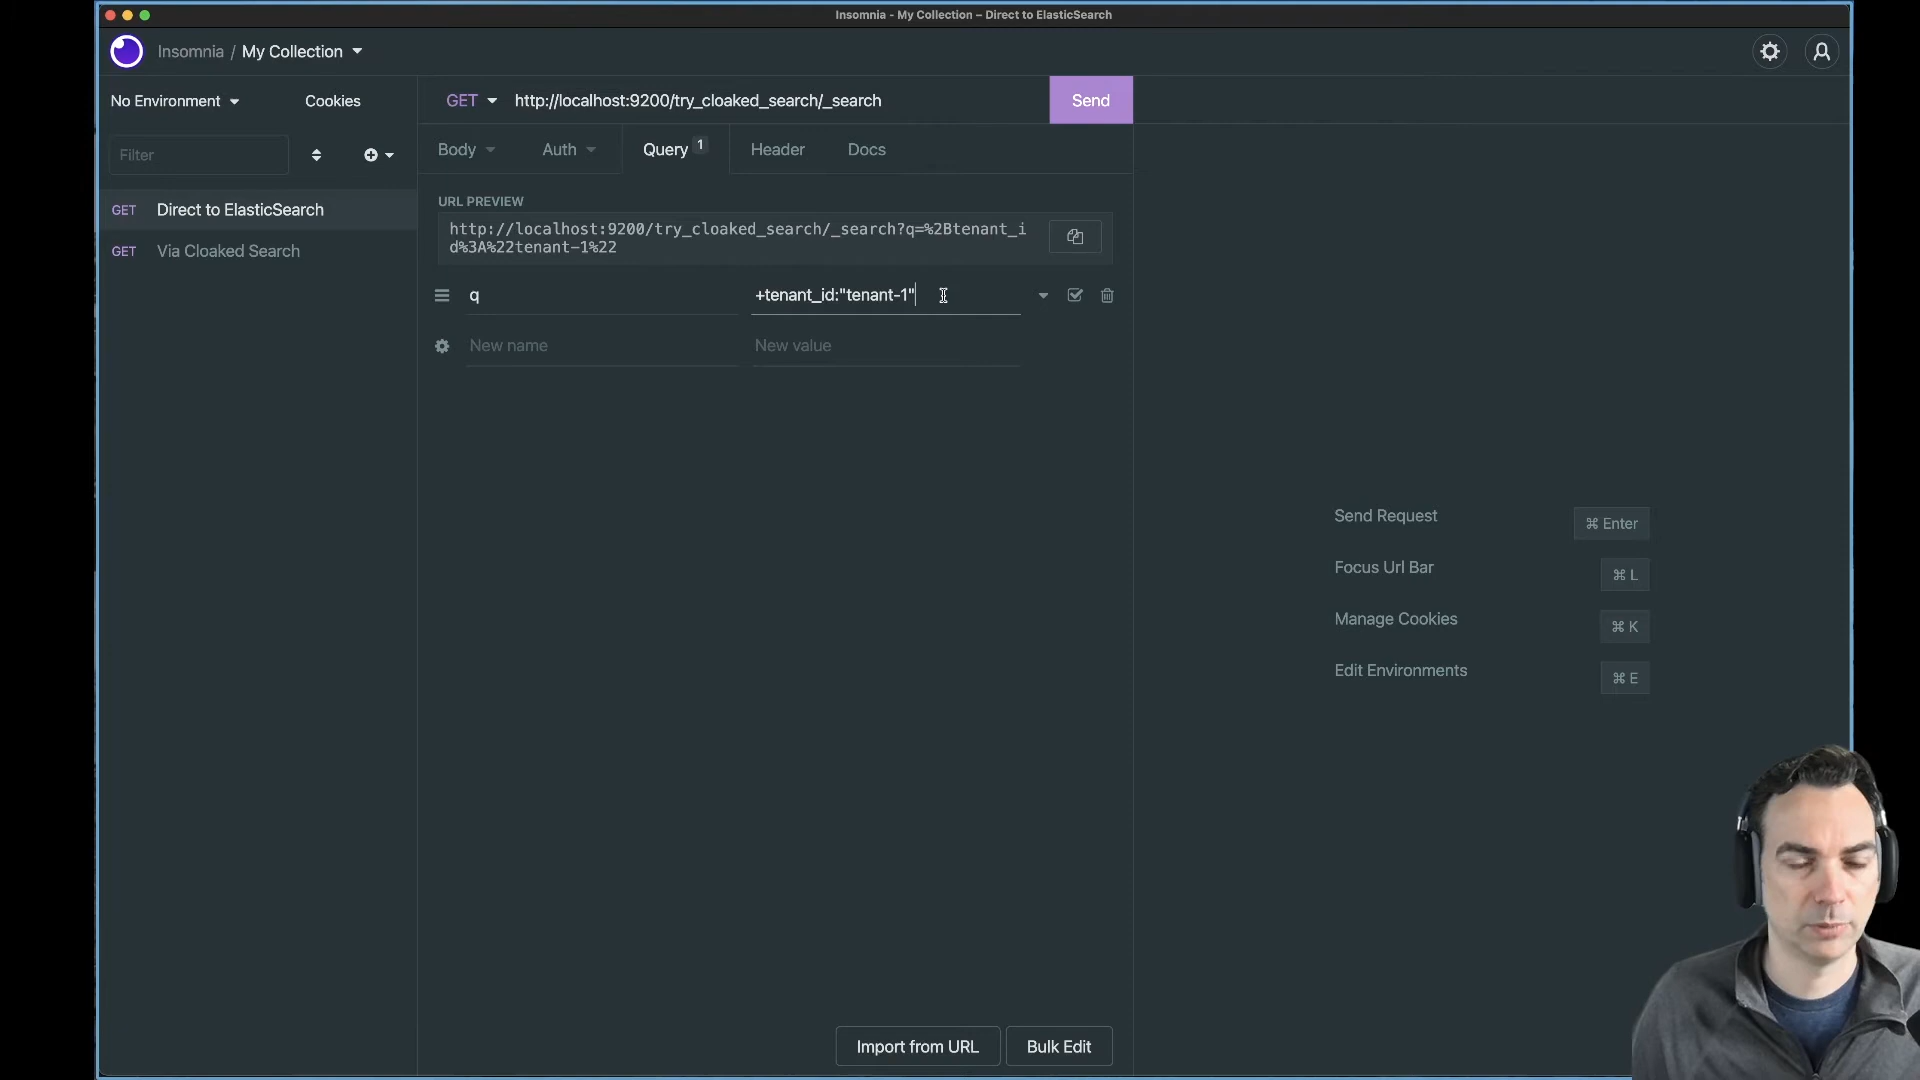 Insomnia - My Collection – Direct to ElasticSearch
Insomnia / My Collection
No Environment
Cookies
GET
http://localhost:9200/try_cloaked_search/_search
Send
Filter
Body
Auth
Query 1
Header
Docs
GET Direct to ElasticSearch
GET Via Cloaked Search
URL PREVIEW
http://localhost:9200/try_cloaked_search/_search?q=%2Btenant_i
d%3A%22tenant-1%22
q
+tenant_id:"tenant-1"
New name
New value
Send Request
⌘ Enter
Focus Url Bar
⌘ L
Manage Cookies
⌘ K
Edit Environments
⌘ E
Import from URL
Bulk Edit